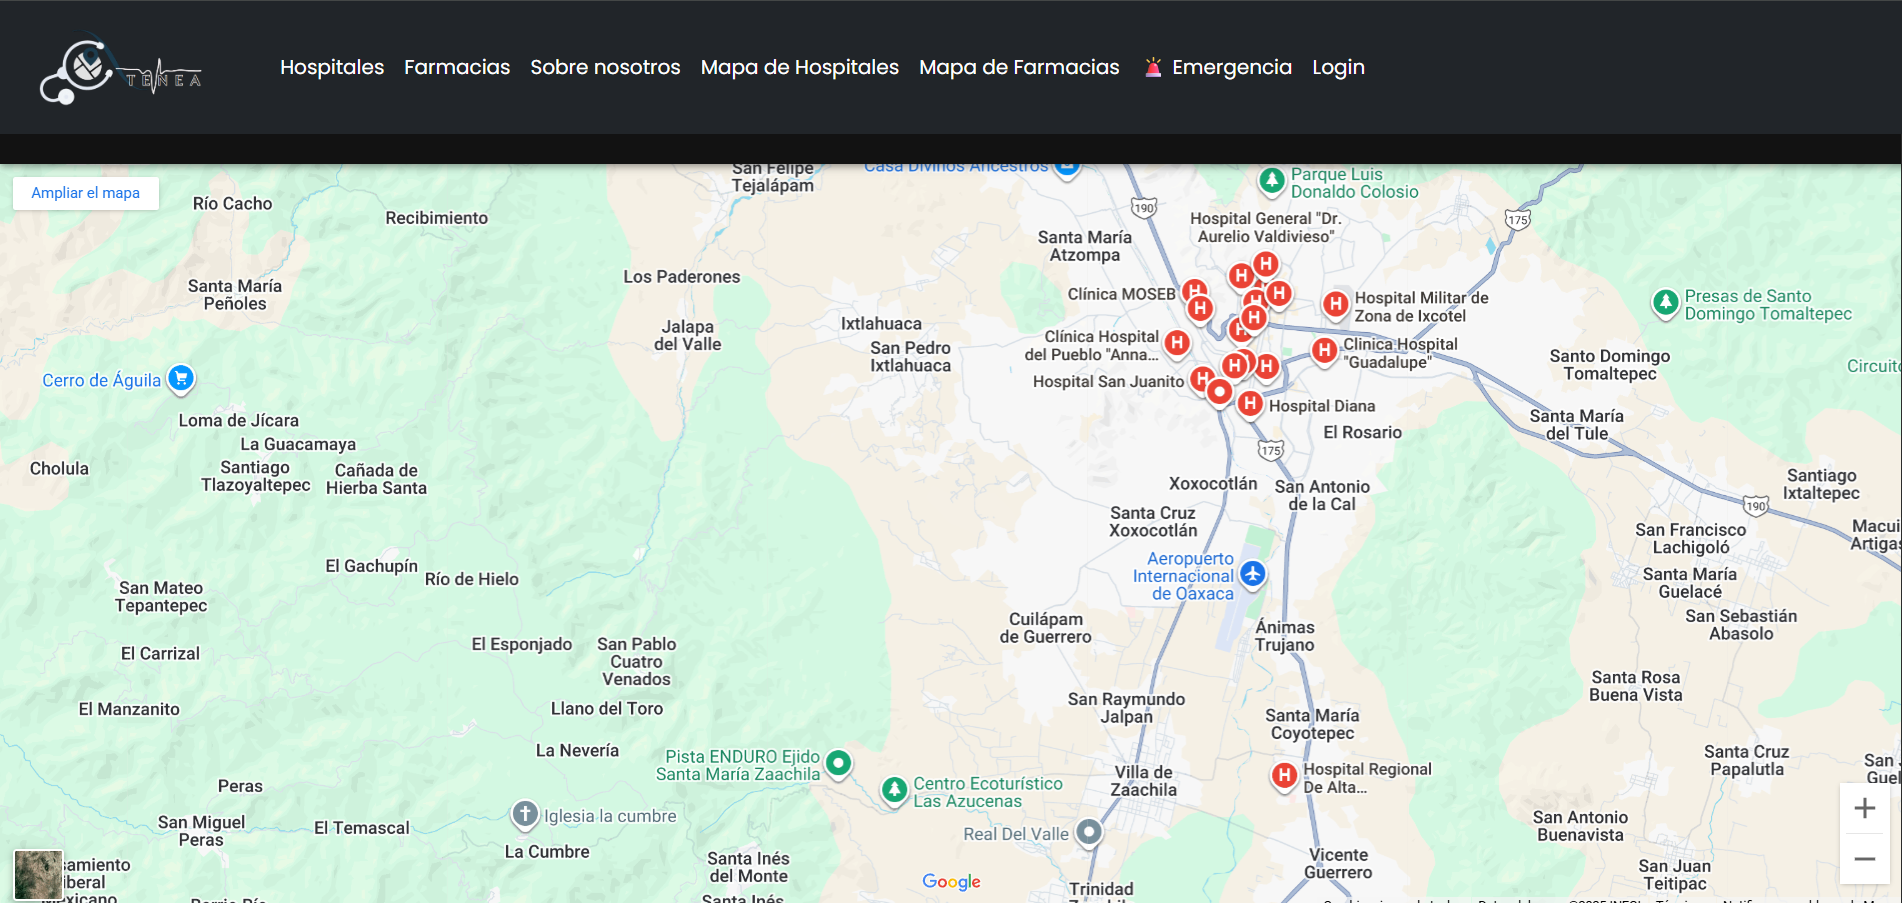 TENEA
Hospitales
Farmacias
Sobre nosotros
Mapa de Hospitales
Mapa de Farmacias
Emergencia
Login
Ampliar el mapa
San Felipe
Tejalápam
Casa Divinos Ancestros
Parque Luis
Donaldo Colosio
Río Cacho
Recibimiento
190
175
Hospital General "Dr.
Aurelio Valdivieso"
Santa María
Atzompa
Los Paderones
Santa María
Peñoles
Clínica MOSEB
H
H
H
H
H
H
H
Hospital Militar de
Zona de Ixcotel
Presas de Santo
Domingo Tomaltepec
Ixtlahuaca
Jalapa
del Valle
H
H
H
Clínica Hospital
del Pueblo "Anna...
San Pedro
Ixtlahuaca
H
Clinica Hospital
"Guadalupe"
Santo Domingo
Tomaltepec
Circuito
H
H
H
Cerro de Águila
Hospital San Juanito
H
H
Hospital Diana
Loma de Jícara
Santa María
del Tule
El Rosario
La Guacamaya
175
Cholula
Santiago
Tlazoyaltepec
Cañada de
Hierba Santa
Xoxocotlán
San Antonio
de la Cal
Santiago
Ixtaltepec
190
Santa Cruz
Xoxocotlán
San Francisco
Lachigoló
Macui
Artigas
Aeropuerto
Internacional
de Oaxaca
El Gachupín
Río de Hielo
San Mateo
Tepantepec
Santa María
Guelacé
San Sebastián
Abasolo
Cuilápam
de Guerrero
Ánimas
Trujano
El Esponjado
San Pablo
Cuatro
Venados
El Carrizal
Santa Rosa
Buena Vista
San Raymundo
Jalpan
El Manzanito
Llano del Toro
Santa María
Coyotepec
La Nevería
Pista ENDURO Ejido
Santa María Zaachila
Santa Cruz
Papalutla
San J
Guel
Villa de
Zaachila
H
Hospital Regional
De Alta...
Peras
Centro Ecoturístico
Las Azucenas
Iglesia la cumbre
San Miguel
Peras
El Temascal
Real Del Valle
San Antonio
Buenavista
La Cumbre
Santa Inés
del Monte
Vicente
Guerrero
San Juan
Teitipac
samiento
iberal
Mexicano
Google
Trinidad
Santa Inés